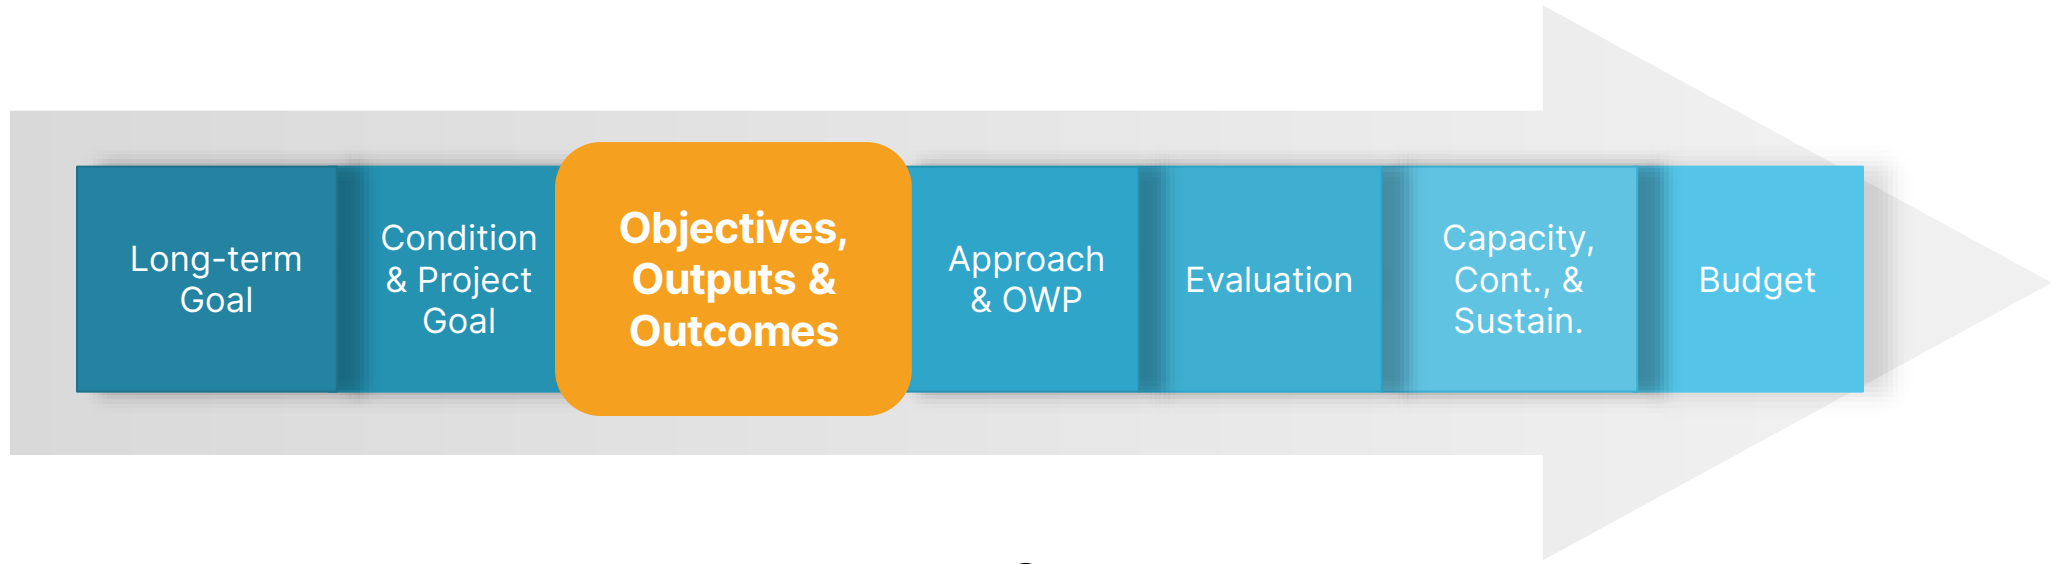 Long-term
Goal
Condition
& Project
Goal
Objectives,
Outputs &
Outcomes
Approach
& OWP
Evaluation
Capacity,
Cont., &
Sustain.
Budget